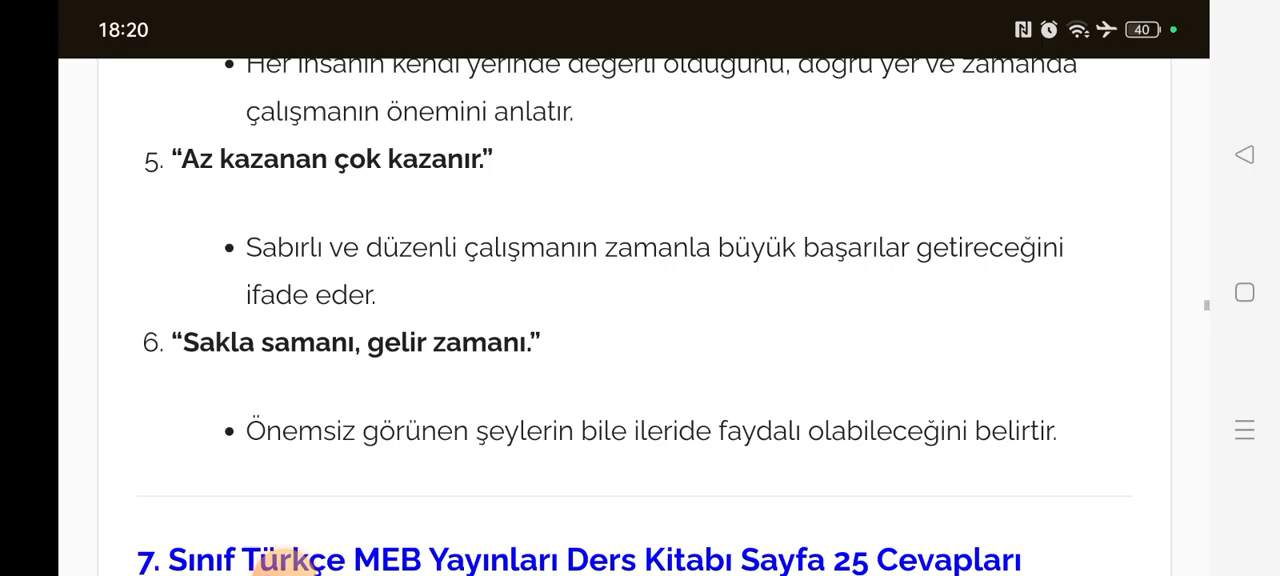 18:20
40
• Her insanın kendi yerinde değerli olduğunu, doğru yer ve zamanda
çalışmanın önemini anlatır.
5. “Az kazanan çok kazanır.”
• Sabırlı ve düzenli çalışmanın zamanla büyük başarılar getireceğini
ifade eder.
6. “Sakla samanı, gelir zamanı.”
• Önemsiz görünen şeylerin bile ileride faydalı olabileceğini belirtir.
7. Sınıf Türkçe MEB Yayınları Ders Kitabı Sayfa 25 Cevapları